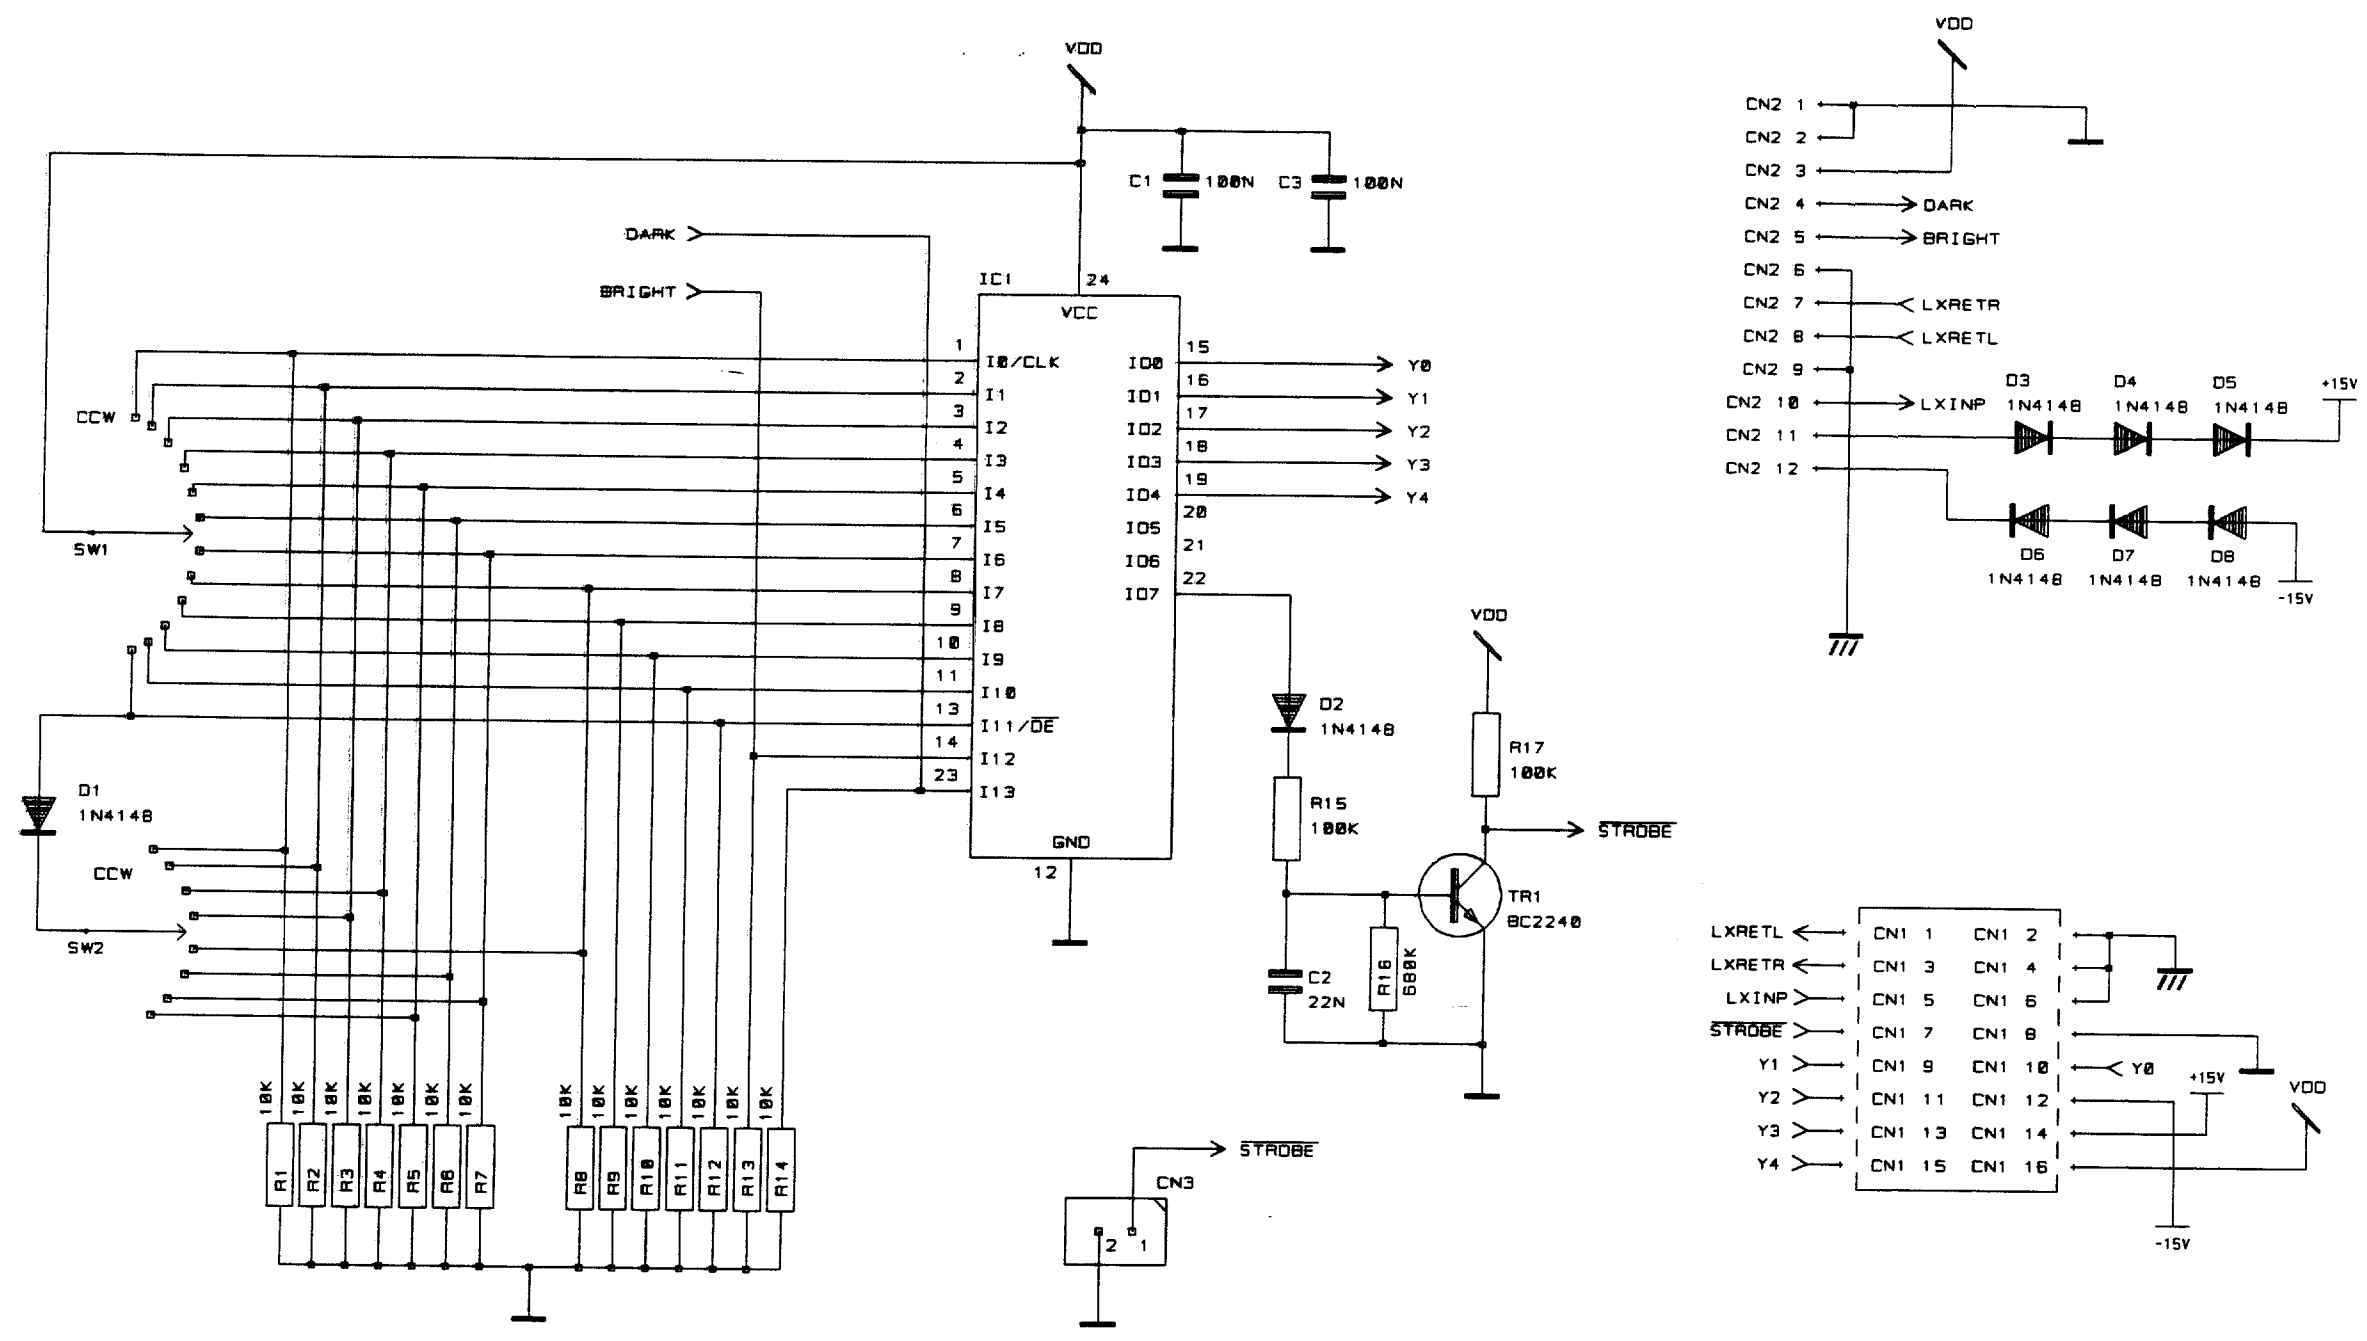 VDD
C1 100N
C3 100N
DARK
BRIGHT
IC1
24
VCC
1 I0/CLK
2 I1
3 I2
4 I3
5 I4
6 I5
7 I6
8 I7
9 I8
10 I9
11 I10
13 I11/OE
14 I12
23 I13
GND
12
15 IO0 Y0
16 IO1 Y1
17 IO2 Y2
18 IO3 Y3
19 IO4 Y4
20 IO5
21 IO6
22 IO7
CCW
SW1
D1
1N4148
CCW
SW2
10K
10K
10K
10K
10K
10K
10K
10K
10K
10K
10K
10K
10K
10K
R1
R2
R3
R4
R5
R6
R7
R8
R9
R10
R11
R12
R13
R14
D2
1N4148
R15
100K
C2
22N
R16
680K
VDD
R17
100K
STROBE
TR1
BC2240
STROBE
CN3
2 1
VDD
CN2 1
CN2 2
CN2 3
CN2 4 DARK
CN2 5 BRIGHT
CN2 6
CN2 7 LXRETR
CN2 8 LXRETL
CN2 9
CN2 10 LXINP
CN2 11
CN2 12
D3
1N4148
D4
1N4148
D5
1N4148
+15V
D6
1N4148
D7
1N4148
D8
1N4148
-15V
LXRETL CN1 1 CN1 2
LXRETR CN1 3 CN1 4
LXINP CN1 5 CN1 6
STROBE CN1 7 CN1 8
Y1 CN1 9 CN1 10 Y0
Y2 CN1 11 CN1 12
Y3 CN1 13 CN1 14
Y4 CN1 15 CN1 16
+15V
VDD
-15V